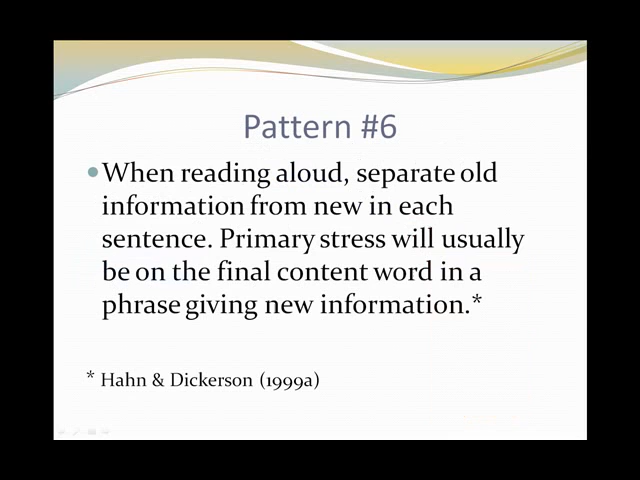 Pattern #6
When reading aloud, separate old
information from new in each
sentence. Primary stress will usually
be on the final content word in a
phrase giving new information.*
* Hahn & Dickerson (1999a)